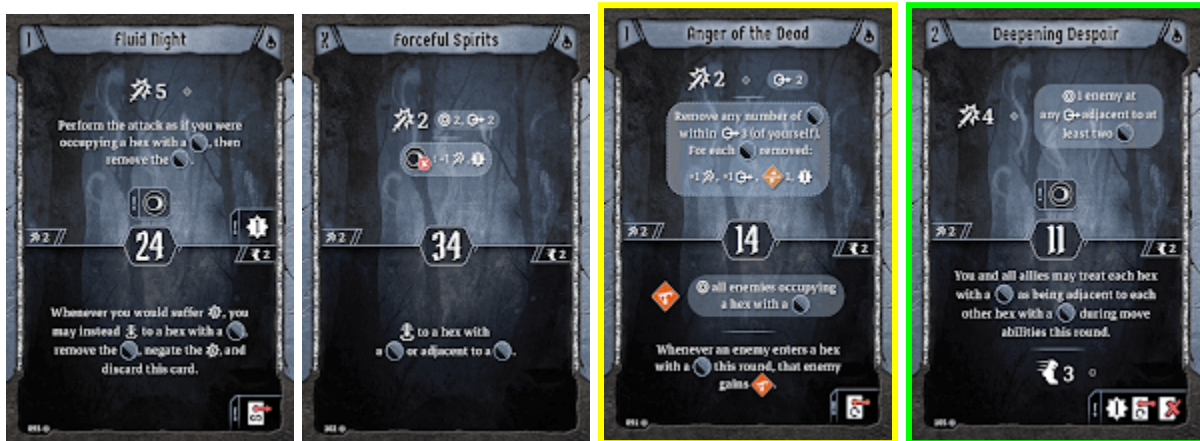 1
Fluid Night
5
Perform the attack as if you were
occupying a hex with a , then
remove the .
2
24
2
Whenever you would suffer , you
may instead to a hex with a ,
remove the , negate the , and
discard this card.
X
Forceful Spirits
2 2, 2
: +1 ,
2
34
2
to a hex with
a or adjacent to a .
1
Anger of the Dead
2 2
Remove any number of
within 3 (of yourself).
For each removed:
+1 , +1 , 1,
2
14
2
all enemies occupying
a hex with a
Whenever an enemy enters a hex
with a this round, that enemy
gains .
2
Deepening Despair
4
1 enemy at
any adjacent to at
least two
2
11
2
You and all allies may treat each hex
with a as being adjacent to each
other hex with a during move
abilities this round.
3